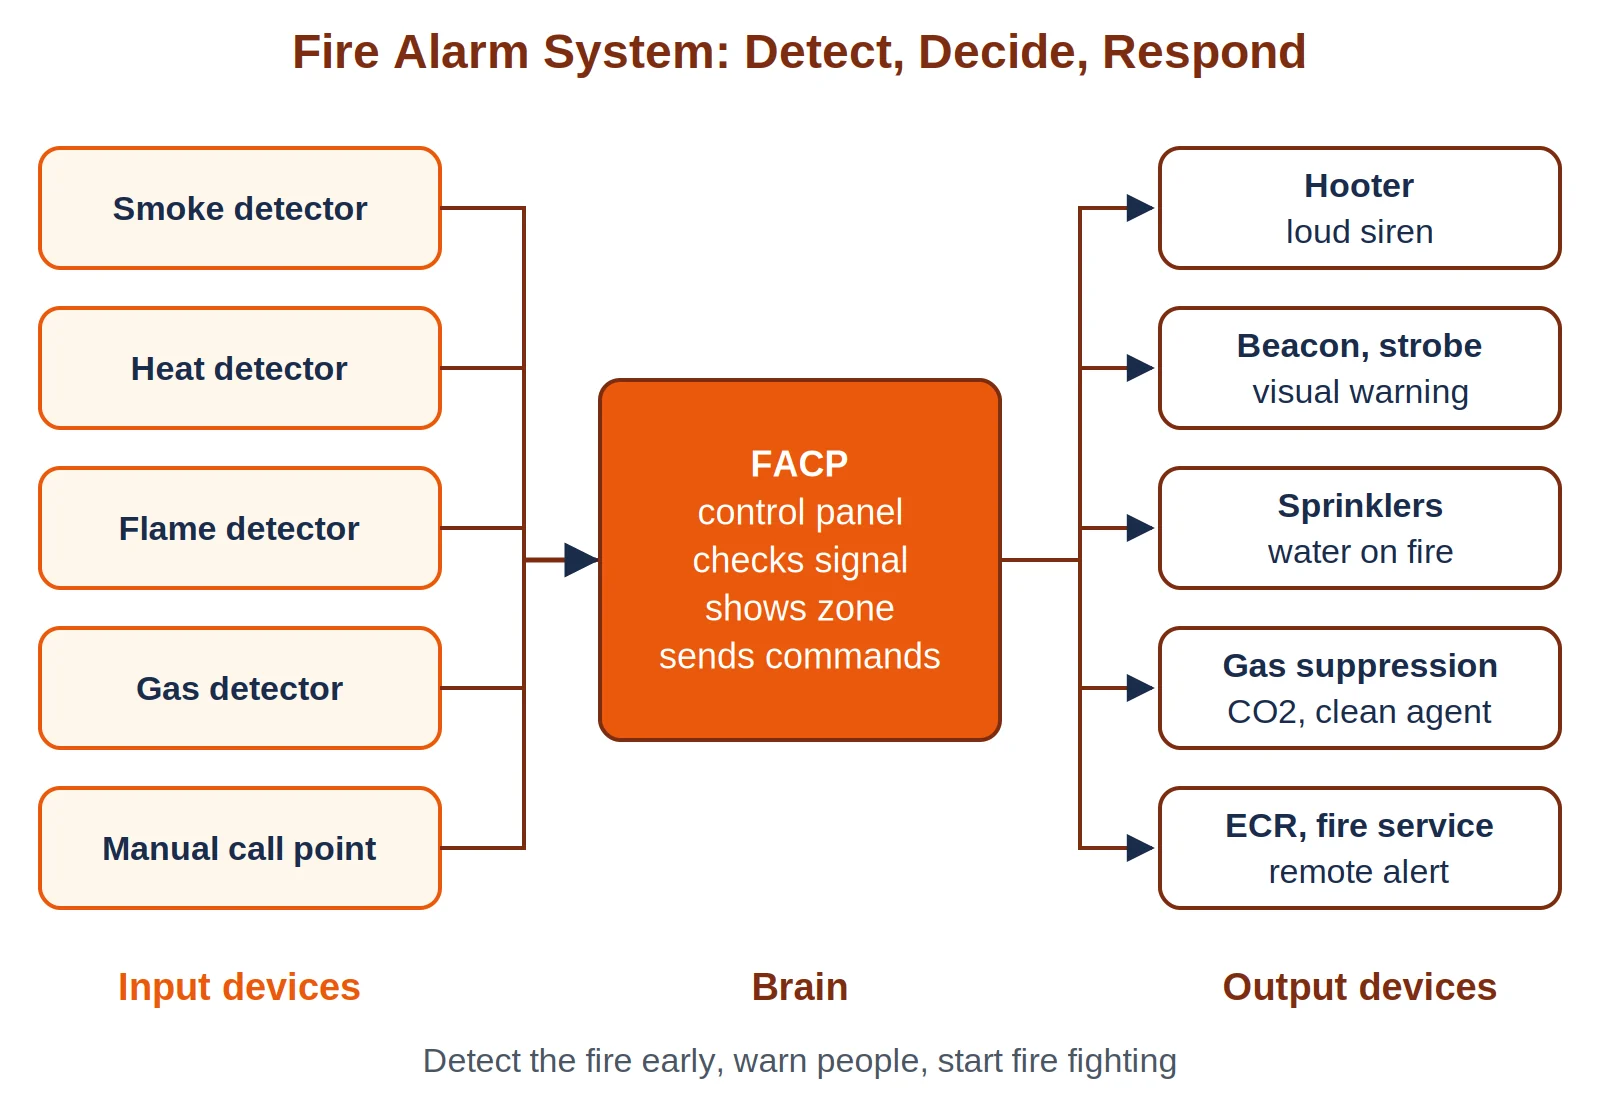 Fire Alarm System: Detect, Decide, Respond
Smoke detector
Heat detector
Flame detector
Gas detector
Manual call point
Input devices
FACP
control panel
checks signal
shows zone
sends commands
Brain
Hooter
loud siren
Beacon, strobe
visual warning
Sprinklers
water on fire
Gas suppression
CO2, clean agent
ECR, fire service
remote alert
Output devices
Detect the fire early, warn people, start fire fighting